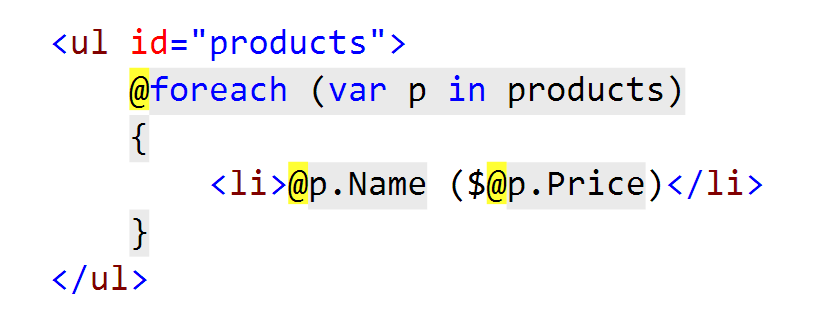 <ul id="products">
    @foreach (var p in products)
    {
        <li>@p.Name ($@p.Price)</li>
    }
</ul>